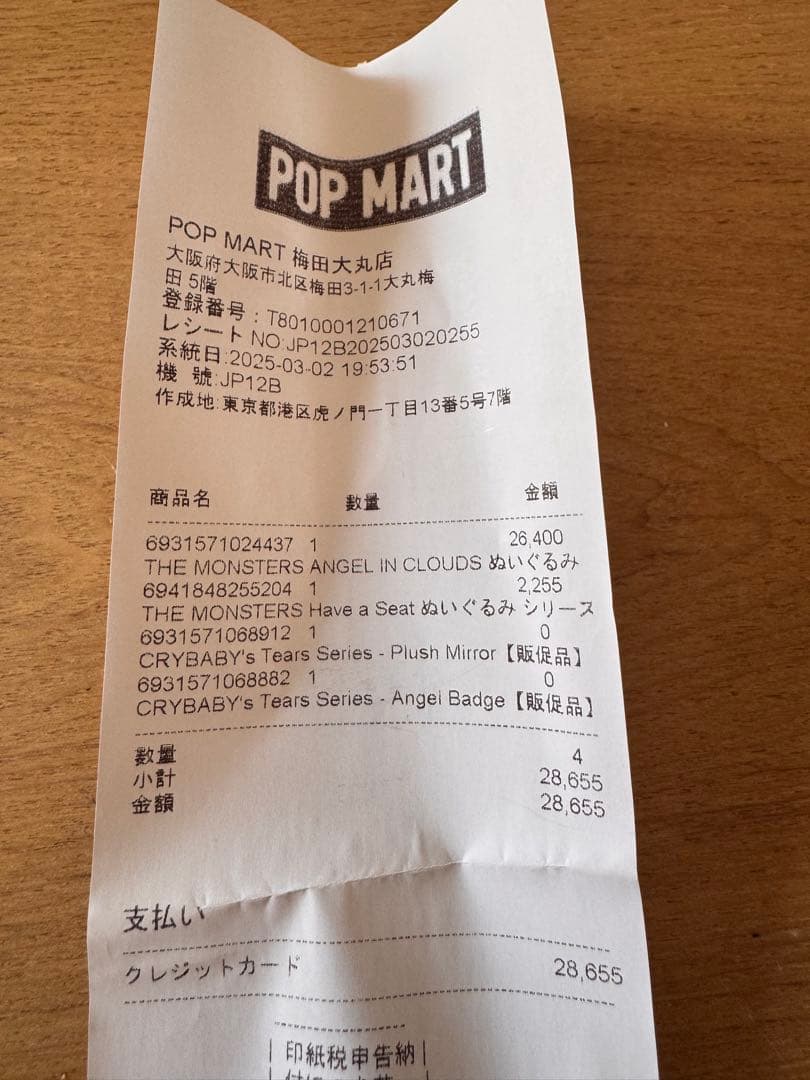 POP MART
POP MART 梅田大丸店
大阪府大阪市北区梅田3-1-1大丸梅
田 5階
登録番号：T8010001210671
レシート NO:JP12B202503020255
系統日:2025-03-02 19:53:51
機 號:JP12B
作成地:東京都港区虎ノ門一丁目13番5号7階
商品名 数量 金額
6931571024437 1 26,400
THE MONSTERS ANGEL IN CLOUDS ぬいぐるみ
6941848255204 1 2,255
THE MONSTERS Have a Seat ぬいぐるみ シリーズ
6931571068912 1 0
CRYBABY's Tears Series - Plush Mirror【販促品】
6931571068882 1 0
CRYBABY's Tears Series - Angel Badge【販促品】
数量 4
小計 28,655
金額 28,655
支払い
クレジットカード 28,655
印紙税申告納